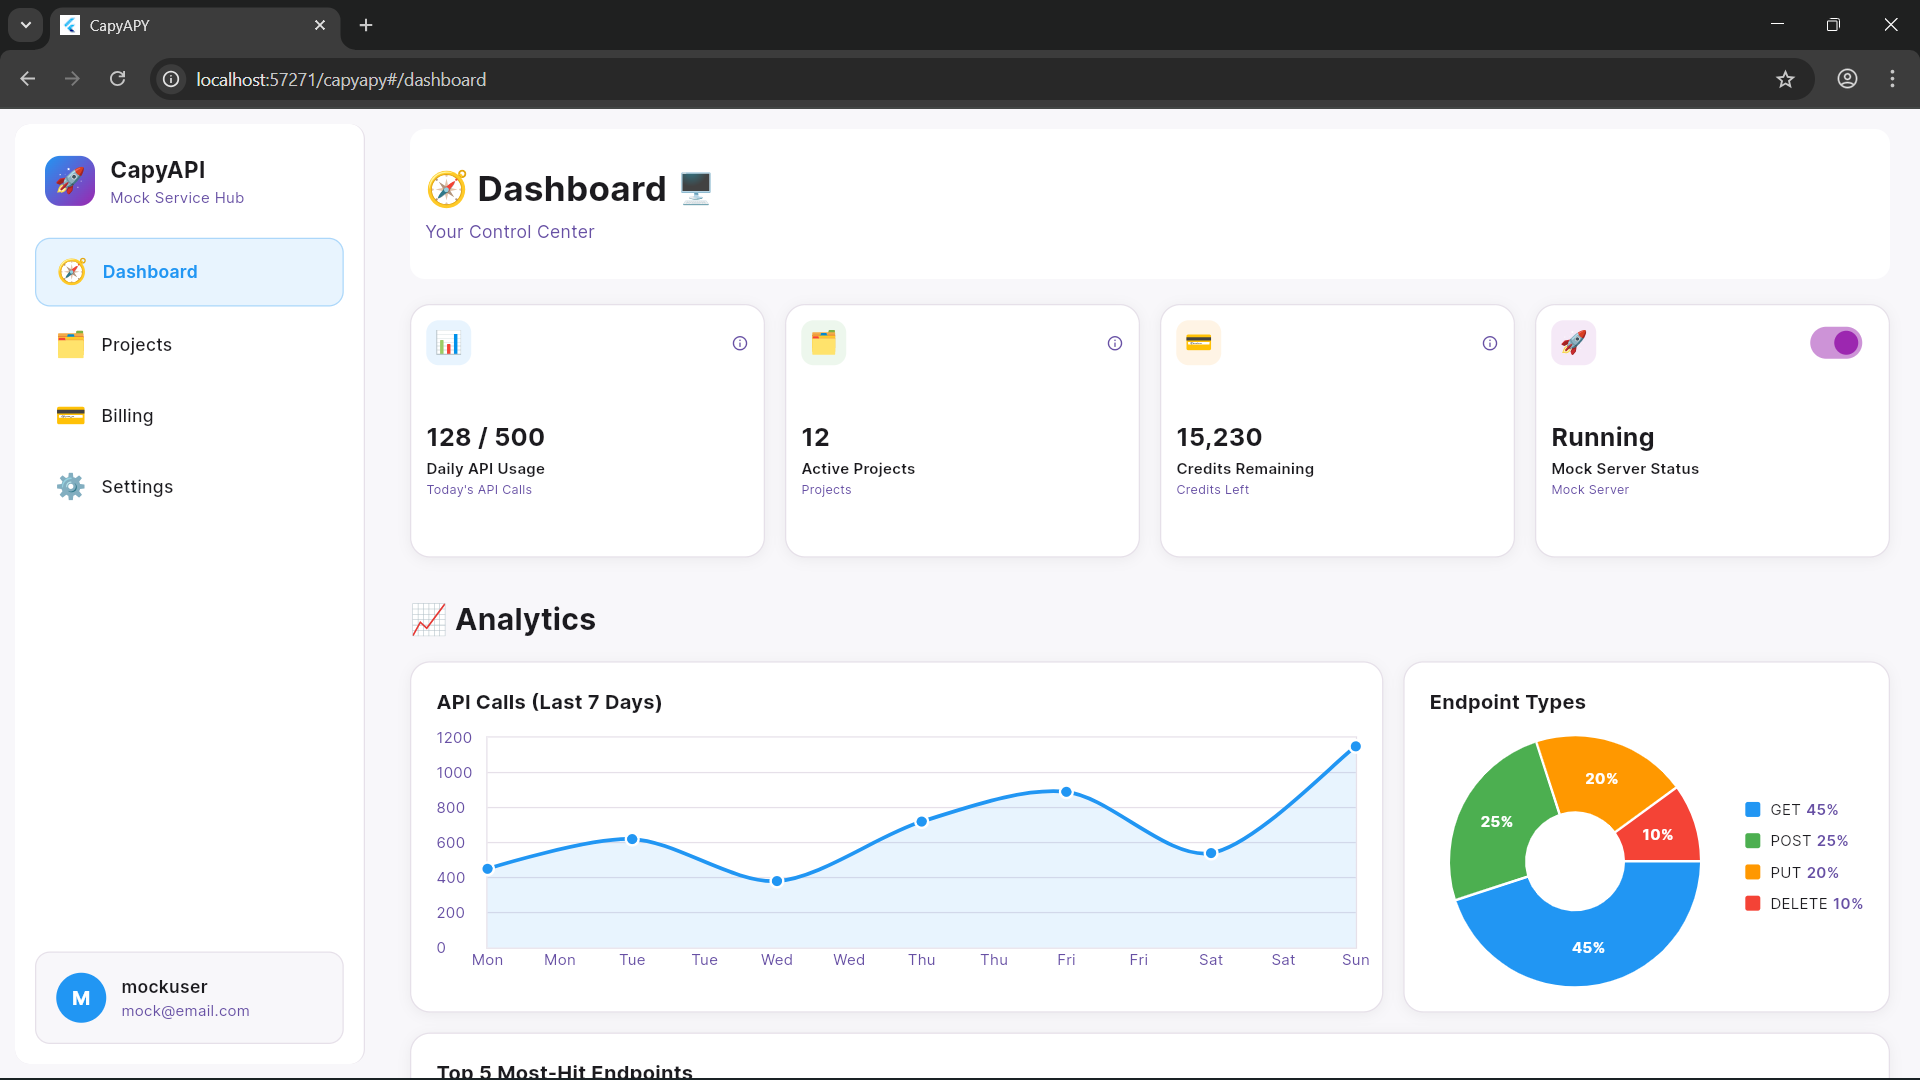 CapyAPY
localhost:57271/capyapy#/dashboard
CapyAPI
Mock Service Hub
Dashboard
Projects
Billing
Settings
mockuser
mock@email.com
M
Dashboard
Your Control Center
128 / 500
Daily API Usage
Today's API Calls
12
Active Projects
Projects
15,230
Credits Remaining
Credits Left
Running
Mock Server Status
Mock Server
Analytics
API Calls (Last 7 Days)
1200
1000
800
600
400
200
0
Mon Mon Tue Tue Wed Wed Thu Thu Fri Fri Sat Sat Sun
Endpoint Types
20%
25%
10%
45%
GET 45%
POST 25%
PUT 20%
DELETE 10%
Top 5 Most-Hit Endpoints